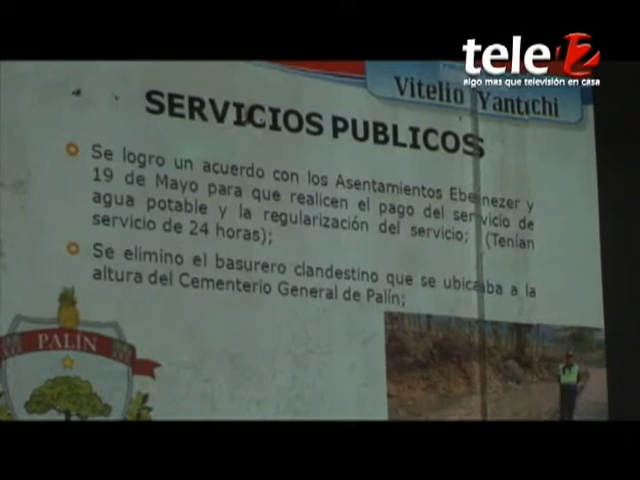 tele
algo mas que televisión en casa
Vitelio Yantichi
SERVICIOS PUBLICOS
Se logro un acuerdo con los Asentamientos Ebenezer y
19 de Mayo para que realicen el pago del servicio de
agua potable y la regularización del servicio; (Tenían
servicio de 24 horas);
Se elimino el basurero clandestino que se ubicaba a la
altura del Cementerio General de Palín;
PALIN